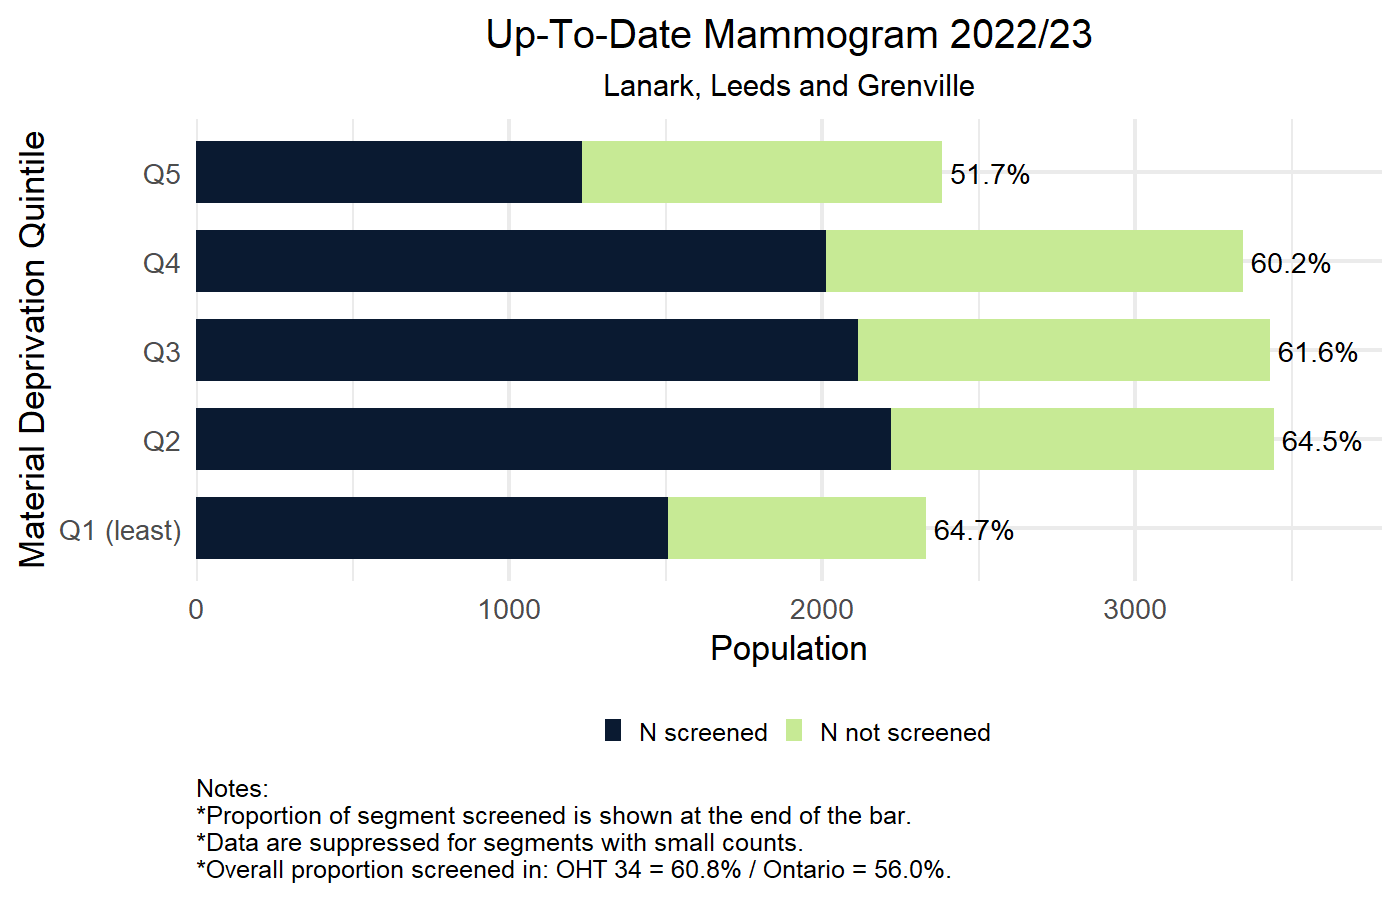 Up-To-Date Mammogram 2022/23
Lanark, Leeds and Grenville
Material Deprivation Quintile
Q5
51.7%
Q4
60.2%
Q3
61.6%
Q2
64.5%
Q1 (least)
64.7%
0 1000 2000 3000
Population
N screened N not screened
Notes:
*Proportion of segment screened is shown at the end of the bar.
*Data are suppressed for segments with small counts.
*Overall proportion screened in: OHT 34 = 60.8% / Ontario = 56.0%.